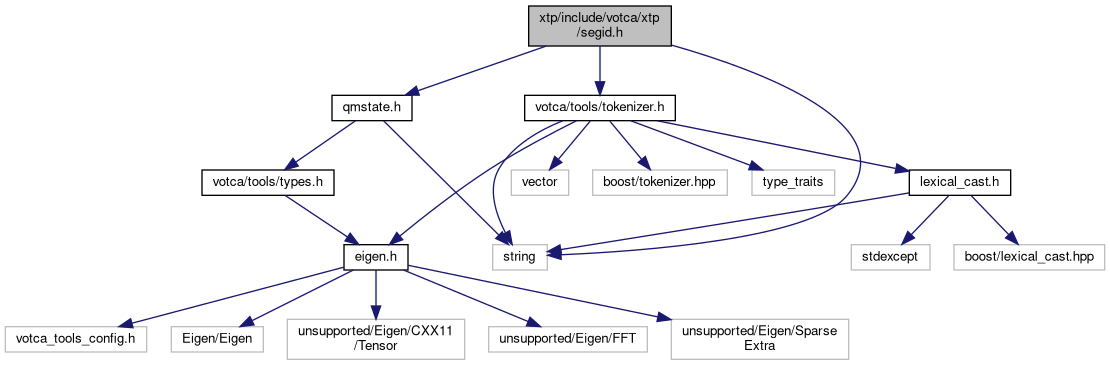 xtp/include/votca/xtp
/segid.h
qmstate.h
votca/tools/tokenizer.h
votca/tools/types.h
vector
boost/tokenizer.hpp
type_traits
lexical_cast.h
eigen.h
string
stdexcept
boost/lexical_cast.hpp
votca_tools_config.h
Eigen/Eigen
unsupported/Eigen/CXX11
/Tensor
unsupported/Eigen/FFT
unsupported/Eigen/Sparse
Extra